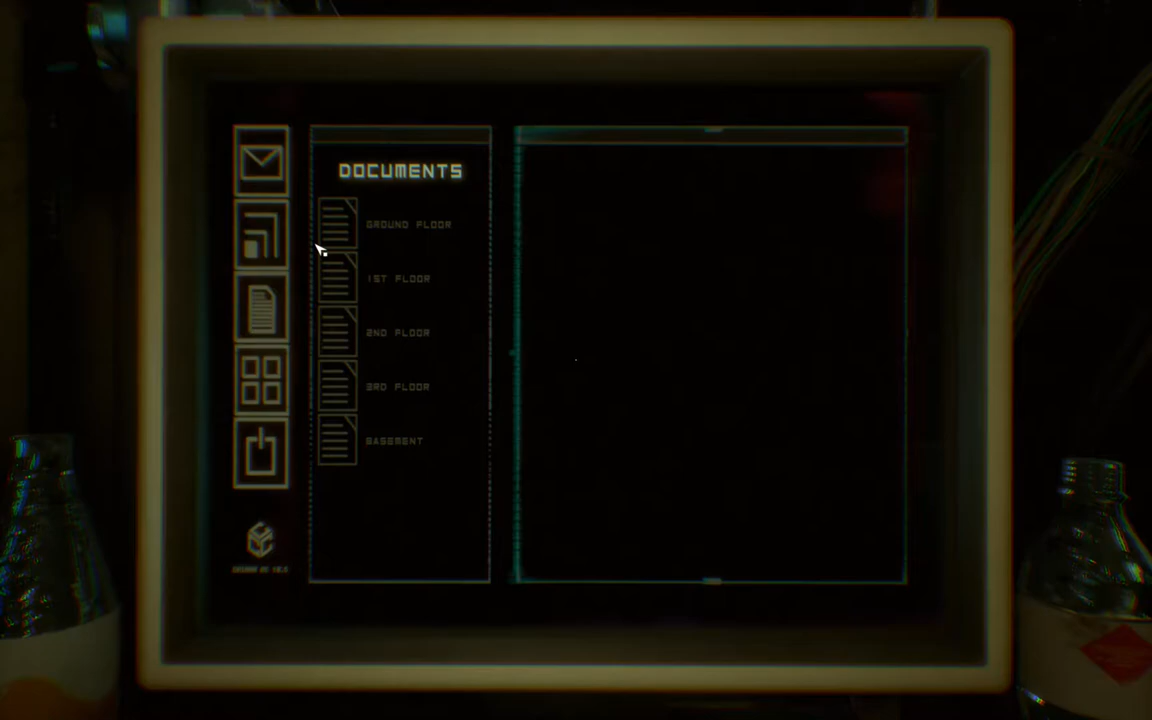 DOCUMENTS
GROUND FLOOR
1ST FLOOR
2ND FLOOR
3RD FLOOR
BASEMENT